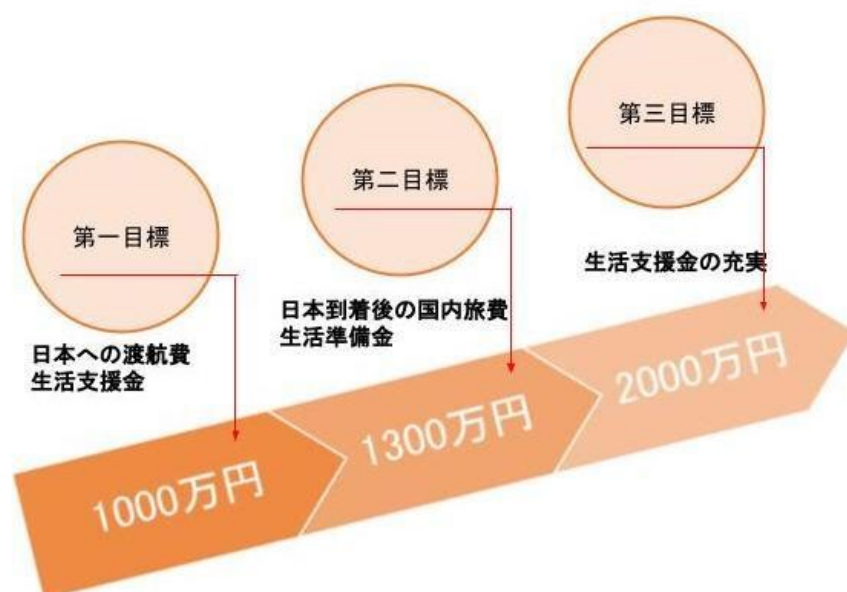 第一目標
日本への渡航費
生活支援金
1000万円
第二目標
日本到着後の国内旅費
生活準備金
1300万円
第三目標
生活支援金の充実
2000万円